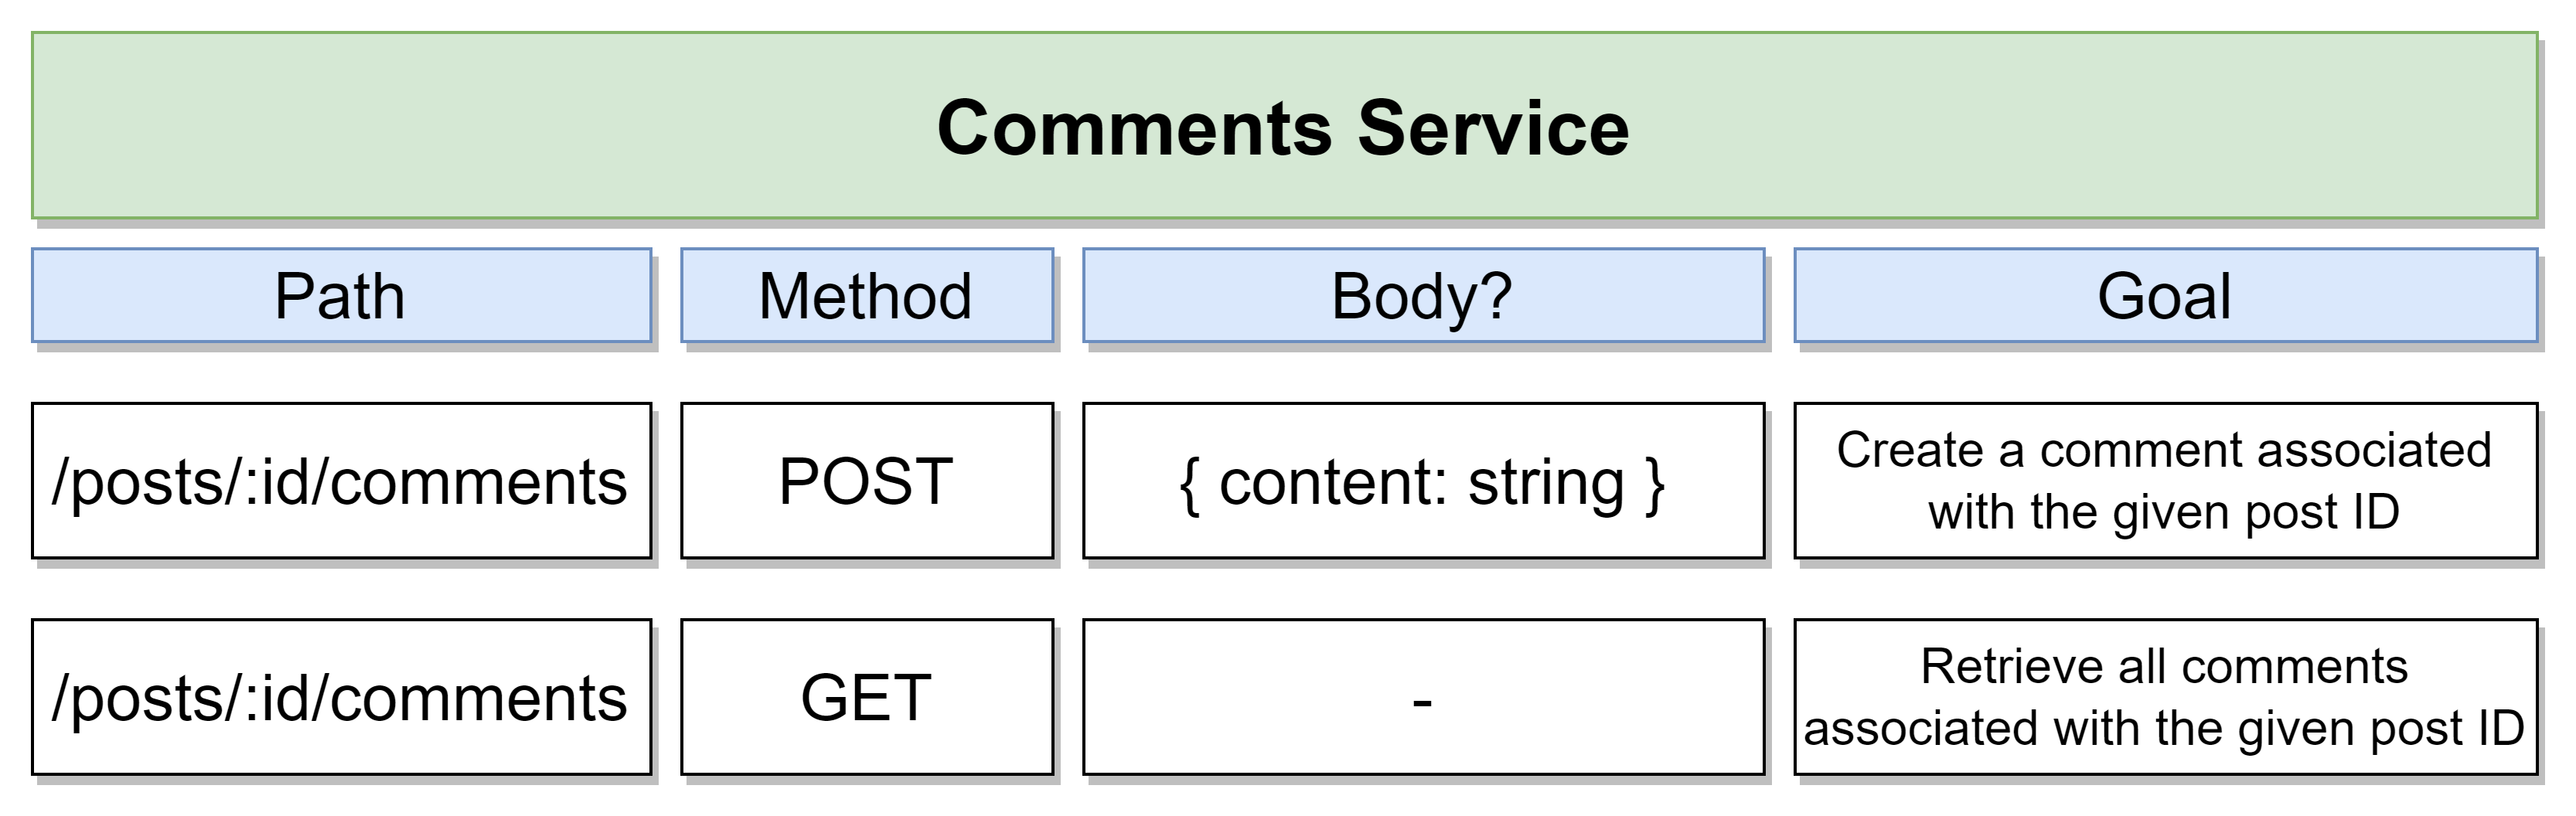 Comments Service
Path
Method
Body?
Goal
/posts/:id/comments
POST
{ content: string }
Create a comment associated
with the given post ID
/posts/:id/comments
GET
-
Retrieve all comments
associated with the given post ID